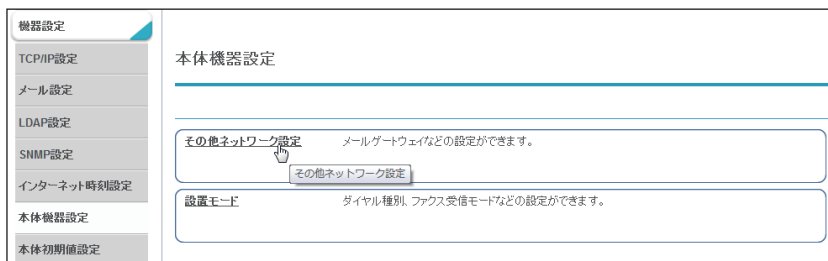 機器設定
TCP/IP設定
メール設定
LDAP設定
SNMP設定
インターネット時刻設定
本体機器設定
本体初期値設定
本体機器設定
その他ネットワーク設定 メールゲートウェイなどの設定ができます。
その他ネットワーク設定
設置モード ダイヤル種別、ファクス受信モードなどの設定ができます。